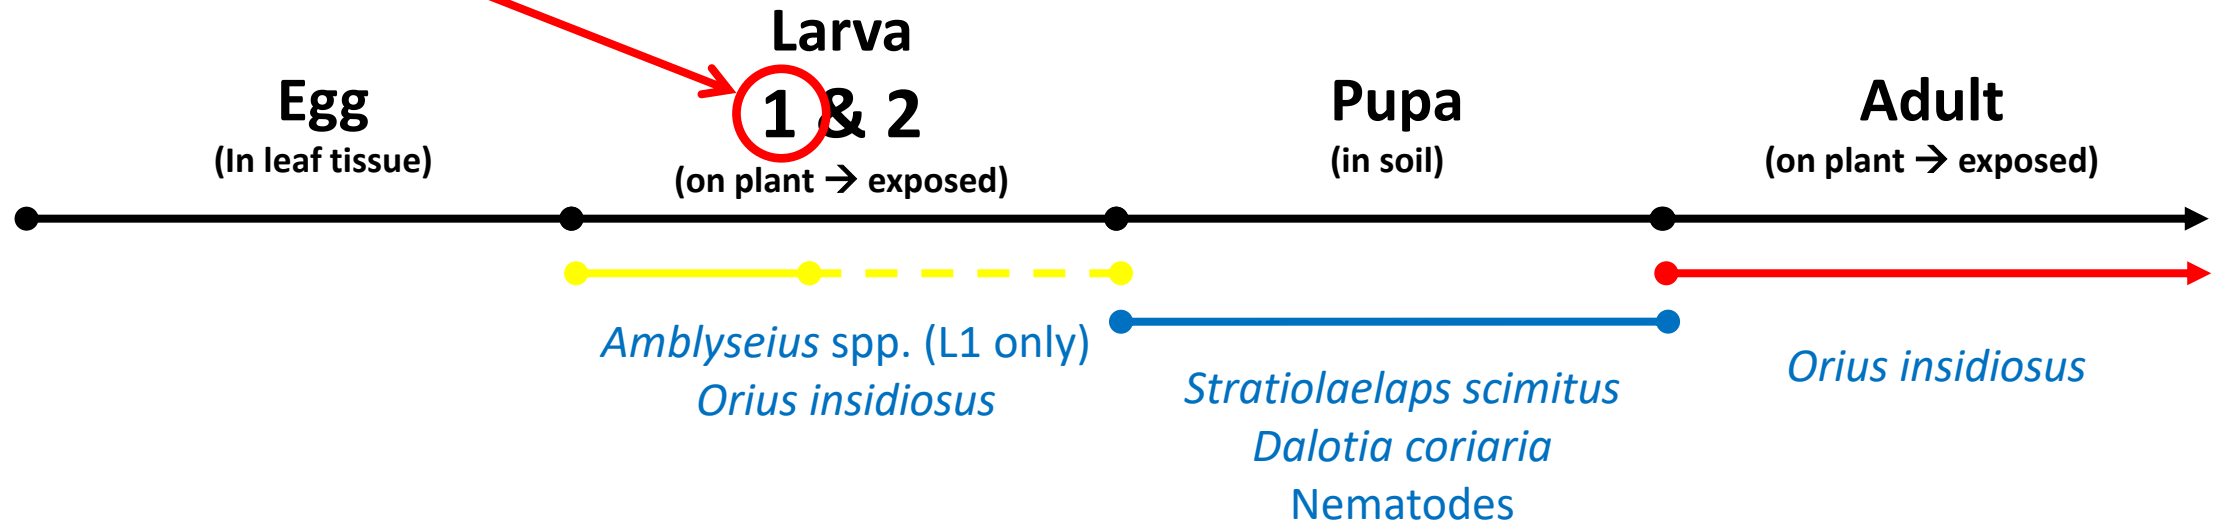 Egg
(In leaf tissue)
Larva
1 & 2
(on plant → exposed)
Pupa
(in soil)
Adult
(on plant → exposed)
Amblyseius spp. (L1 only)
Orius insidiosus
Stratiolaelaps scimitus
Dalotia coriaria
Nematodes
Orius insidiosus